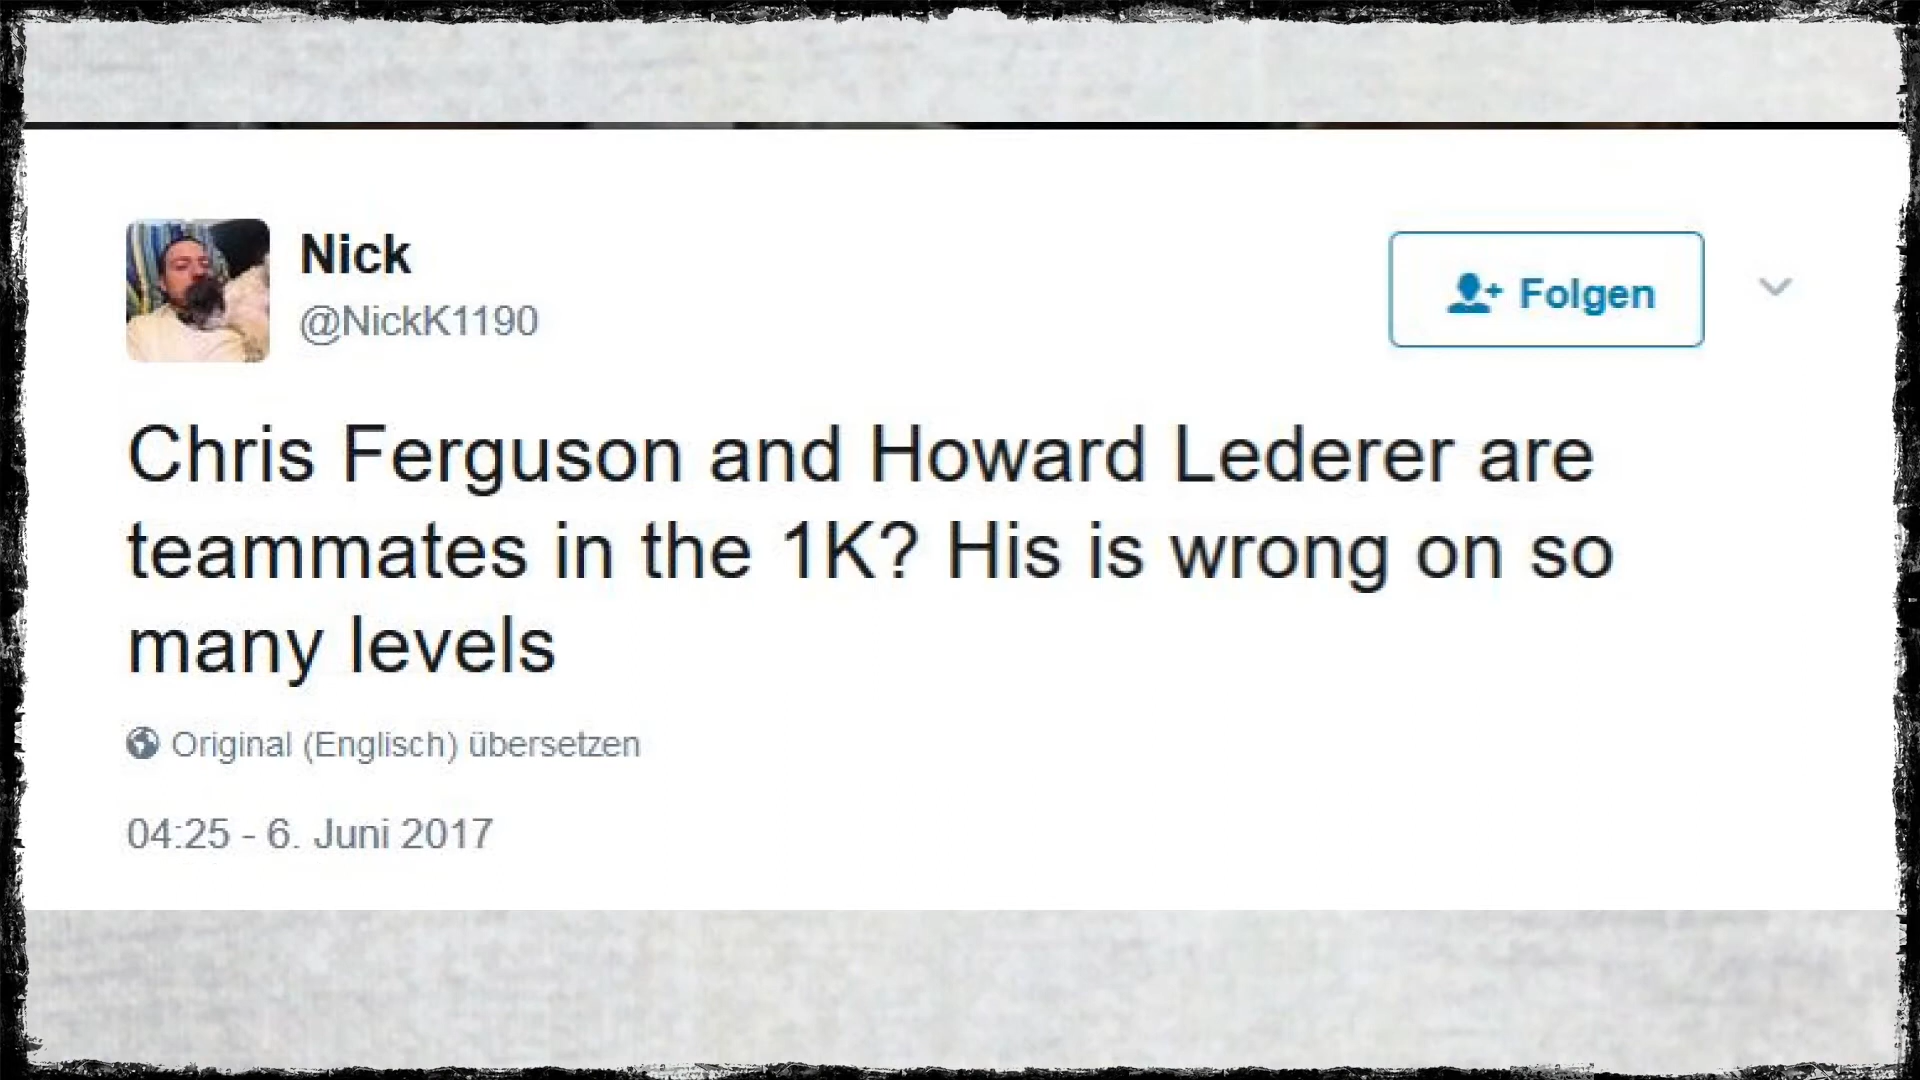 Nick
@NickK1190
Folgen
Chris Ferguson and Howard Lederer are
teammates in the 1K? His is wrong on so
many levels
Original (Englisch) übersetzen
04:25 - 6. Juni 2017